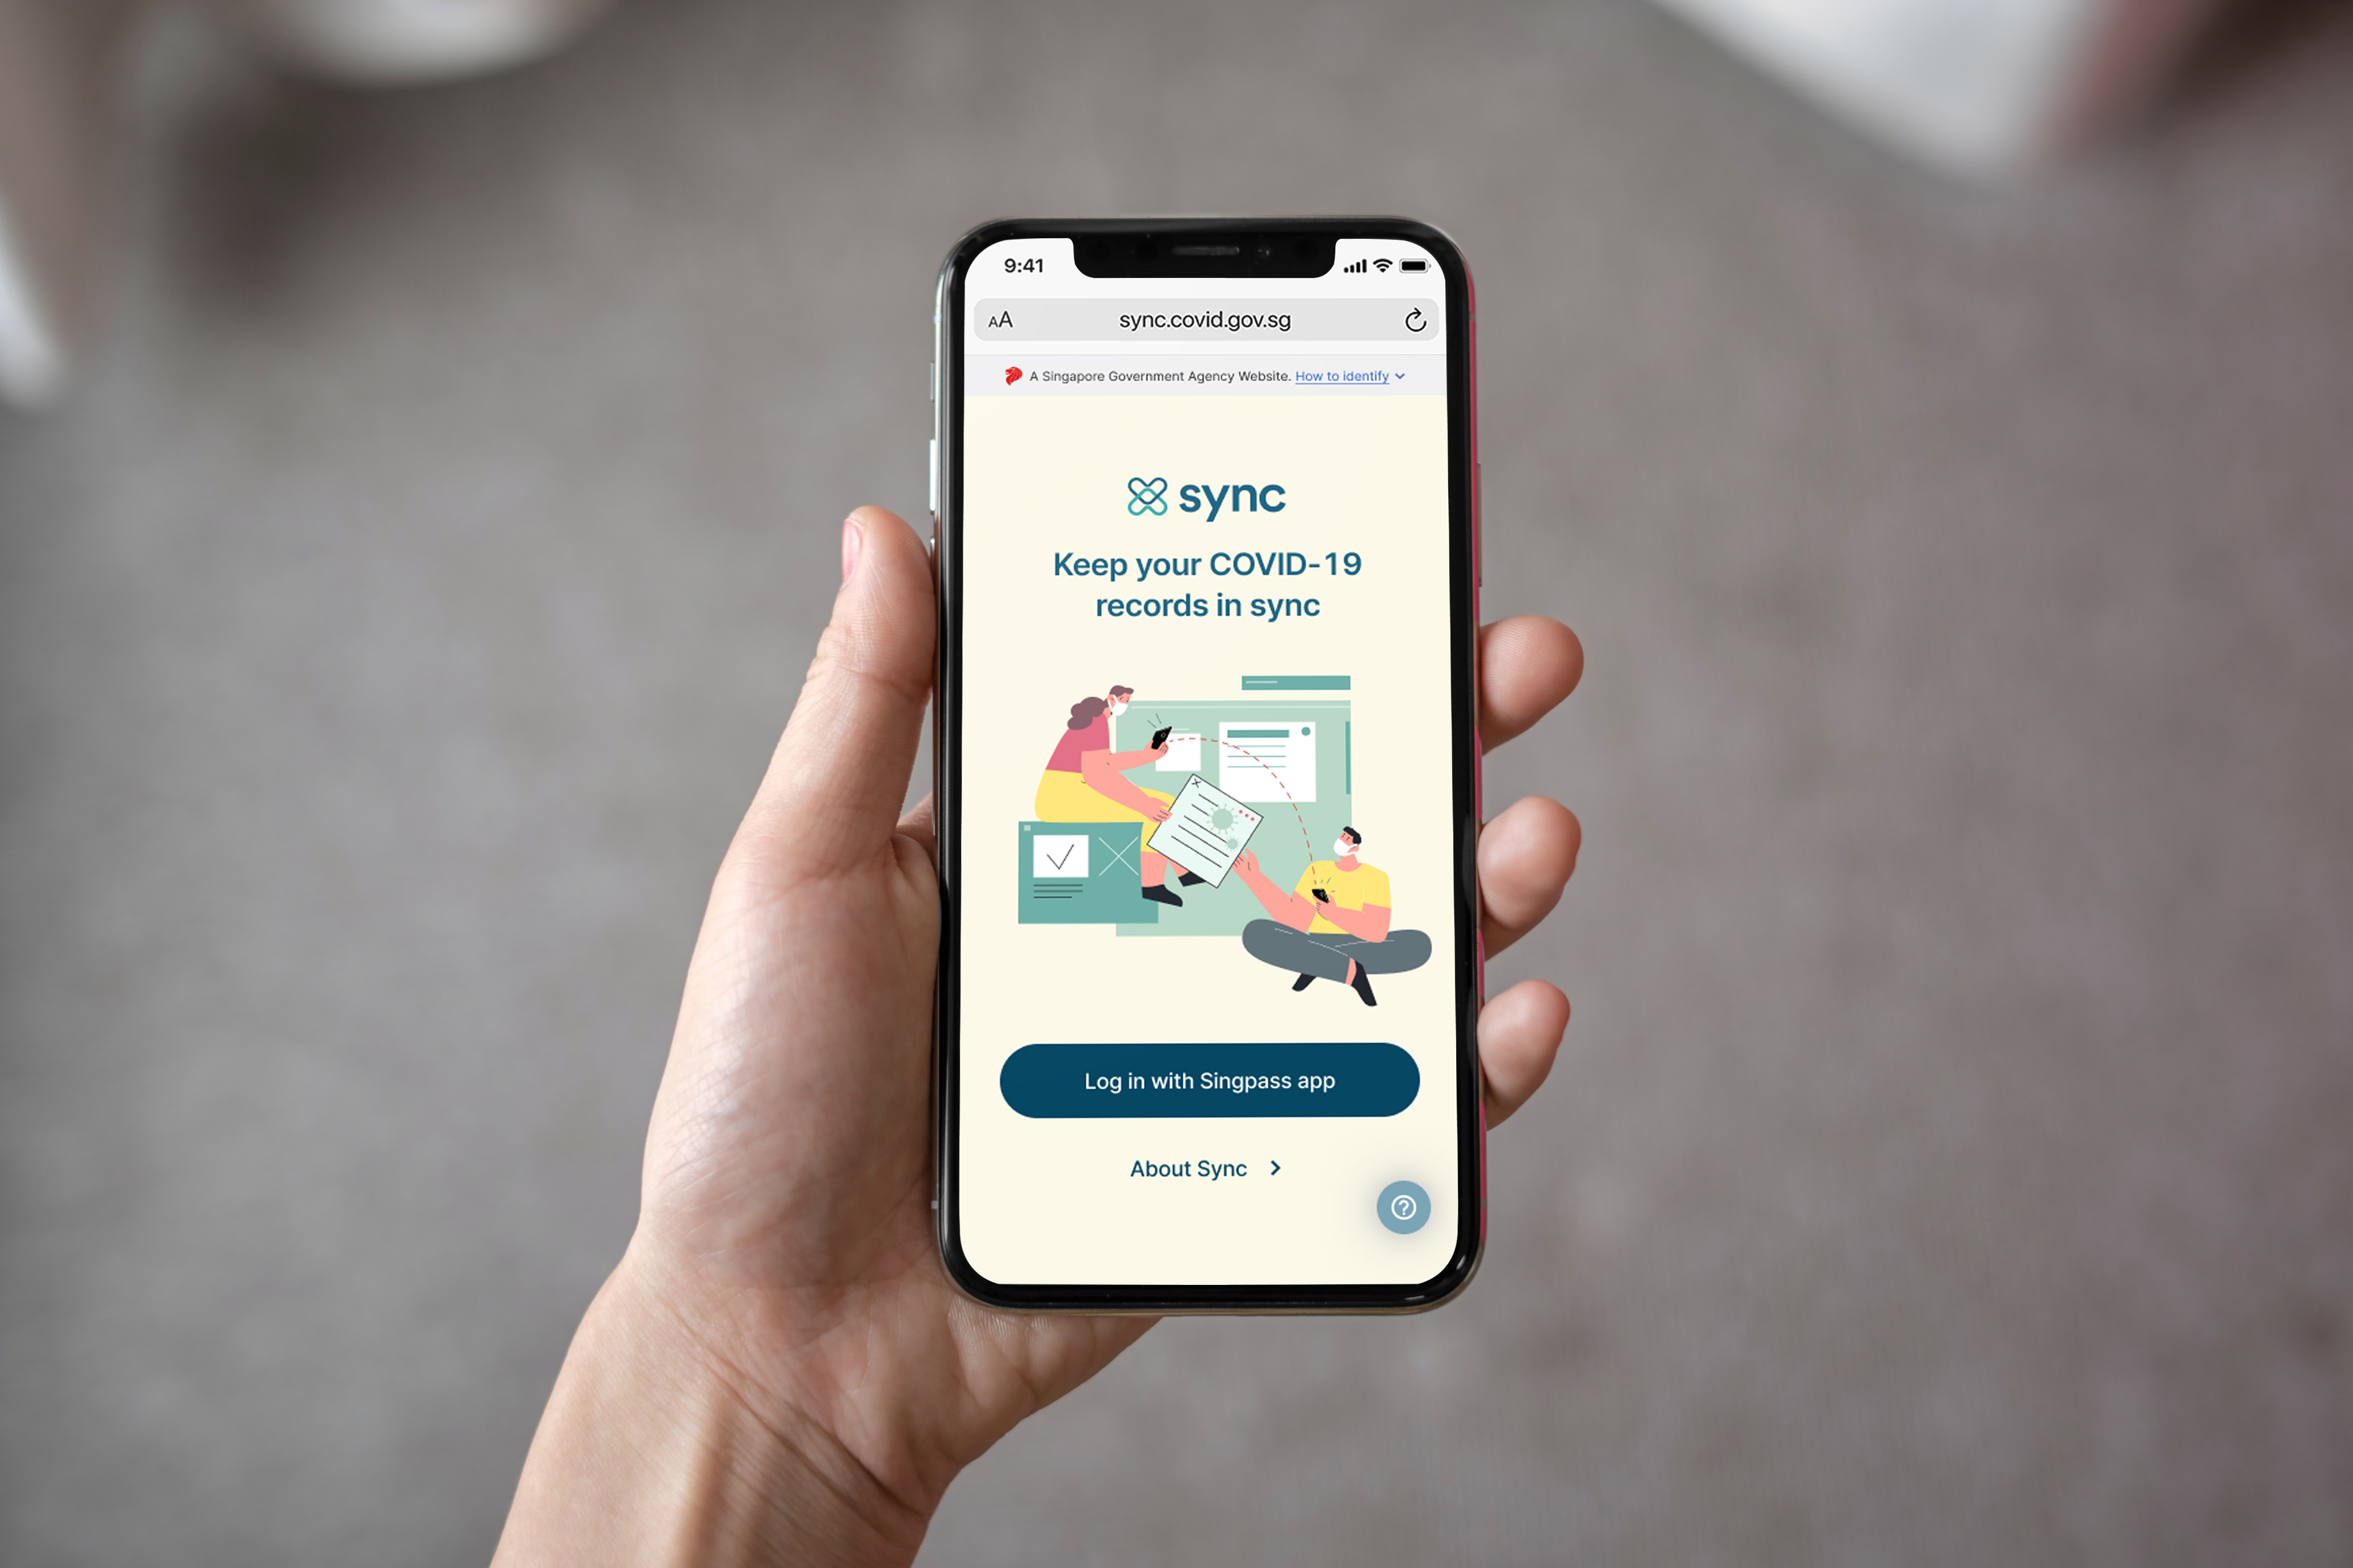 9:41
AA sync.covid.gov.sg
A Singapore Government Agency Website. How to identify
sync
Keep your COVID-19
records in sync
Log in with Singpass app
About Sync
?